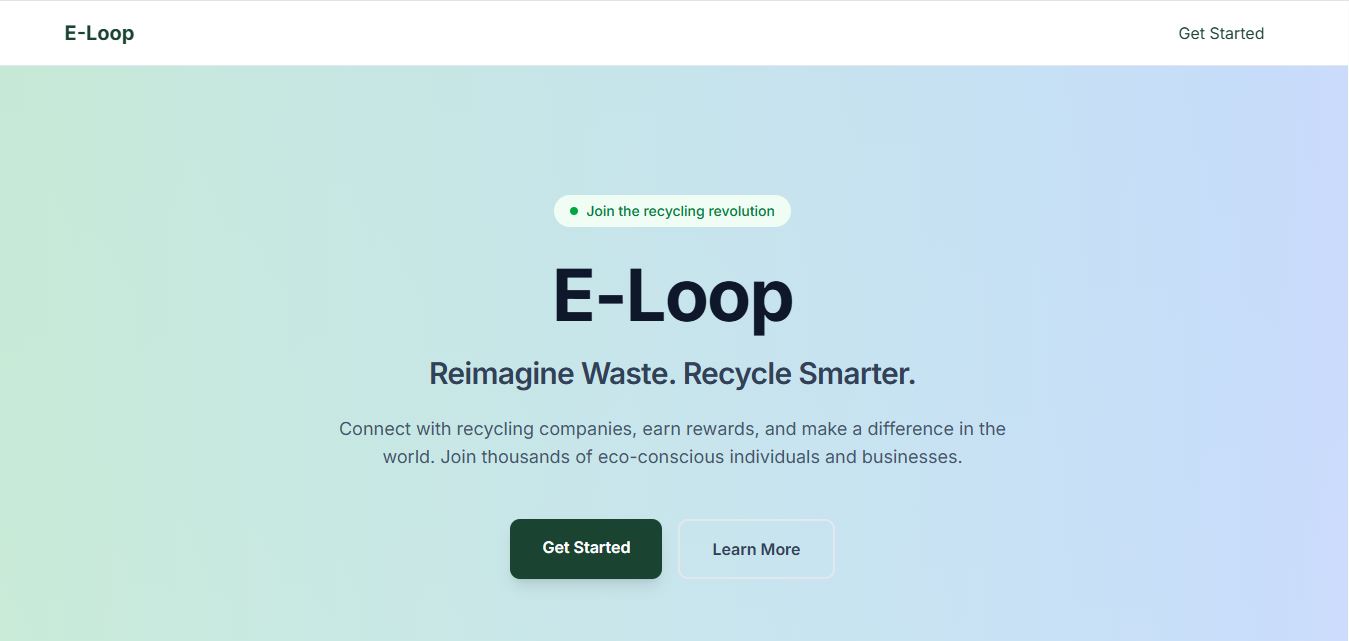 E-Loop
Get Started
Join the recycling revolution
E-Loop
Reimagine Waste. Recycle Smarter.
Connect with recycling companies, earn rewards, and make a difference in the
world. Join thousands of eco-conscious individuals and businesses.
Get Started
Learn More